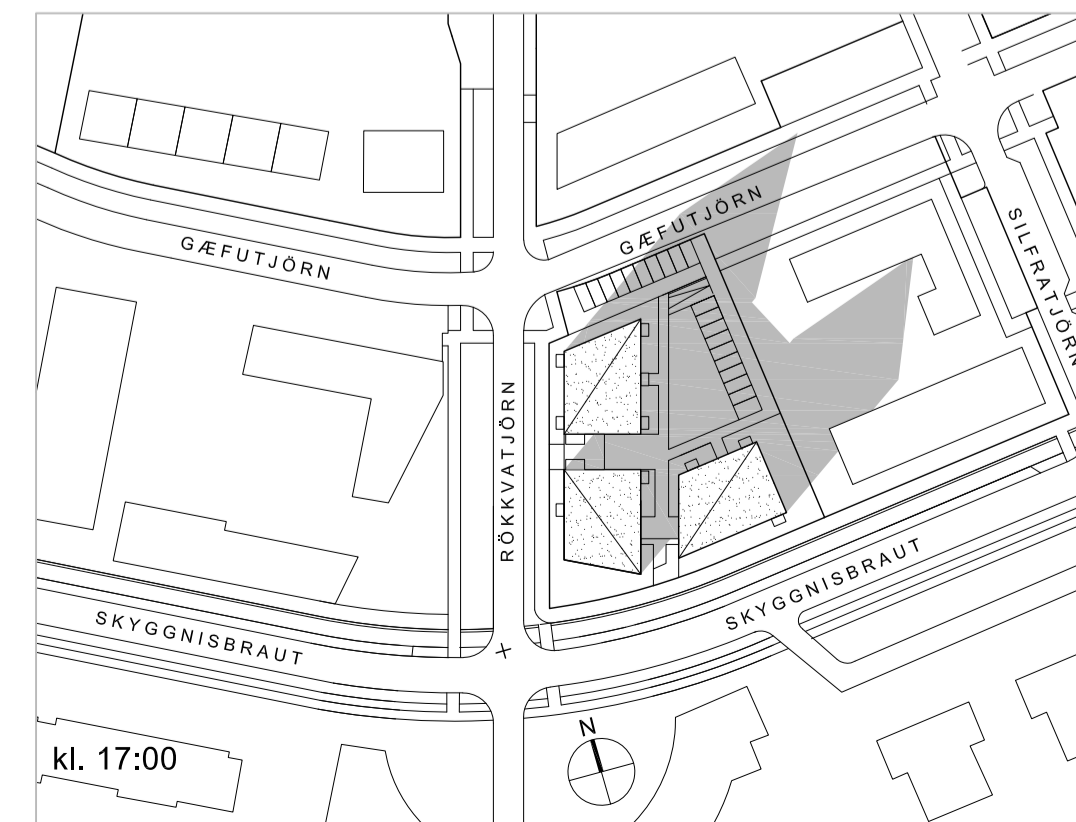 GÆFUTJÖRN
GÆFUTJÖRN
SILFRATJÖRN
RÖKKVATJÖRN
SKYGGNISBRAUT
SKYGGNISBRAUT
N
kl. 17:00